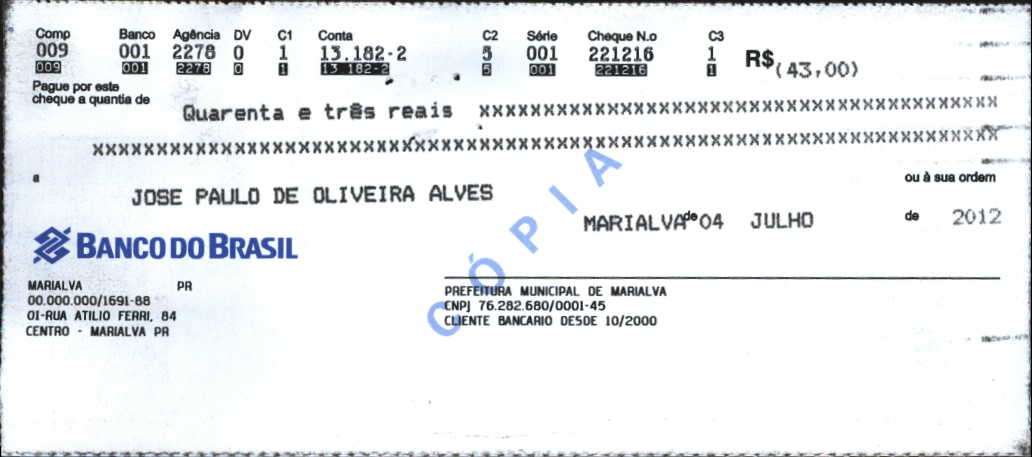 Comp Banco Agência DV C1 Conta C2 Série Cheque N.o C3
009 001 2278 0 1 13.182-2 5 001 221216 1 R$(43,00)
009 001 2278 0 1 13.182-2 5 001 221216 1
Pague por este
cheque a quantia de
Quarenta e três reais xxxxxxxxxxxxxxxxxxxxxxxxxxxxxxxxxxxxxxxxxxxxx
xxxxxxxxxxxxxxxxxxxxxxxxxxxxxxxxxxxxxxxxxxxxxxxxxxxxxxxxxxxxxxxxxxxxxxxxxxxxx
a ou à sua ordem
JOSE PAULO DE OLIVEIRA ALVES
MARIALVA de 04 JULHO de 2012
CÓPIA
BANCO DO BRASIL
MARIALVA PR
00.000.000/1691-88
01-RUA ATILIO FERRI, 84
CENTRO - MARIALVA PR
PREFEITURA MUNICIPAL DE MARIALVA
CNPJ 76.282.680/0001-45
CLIENTE BANCARIO DESDE 10/2000